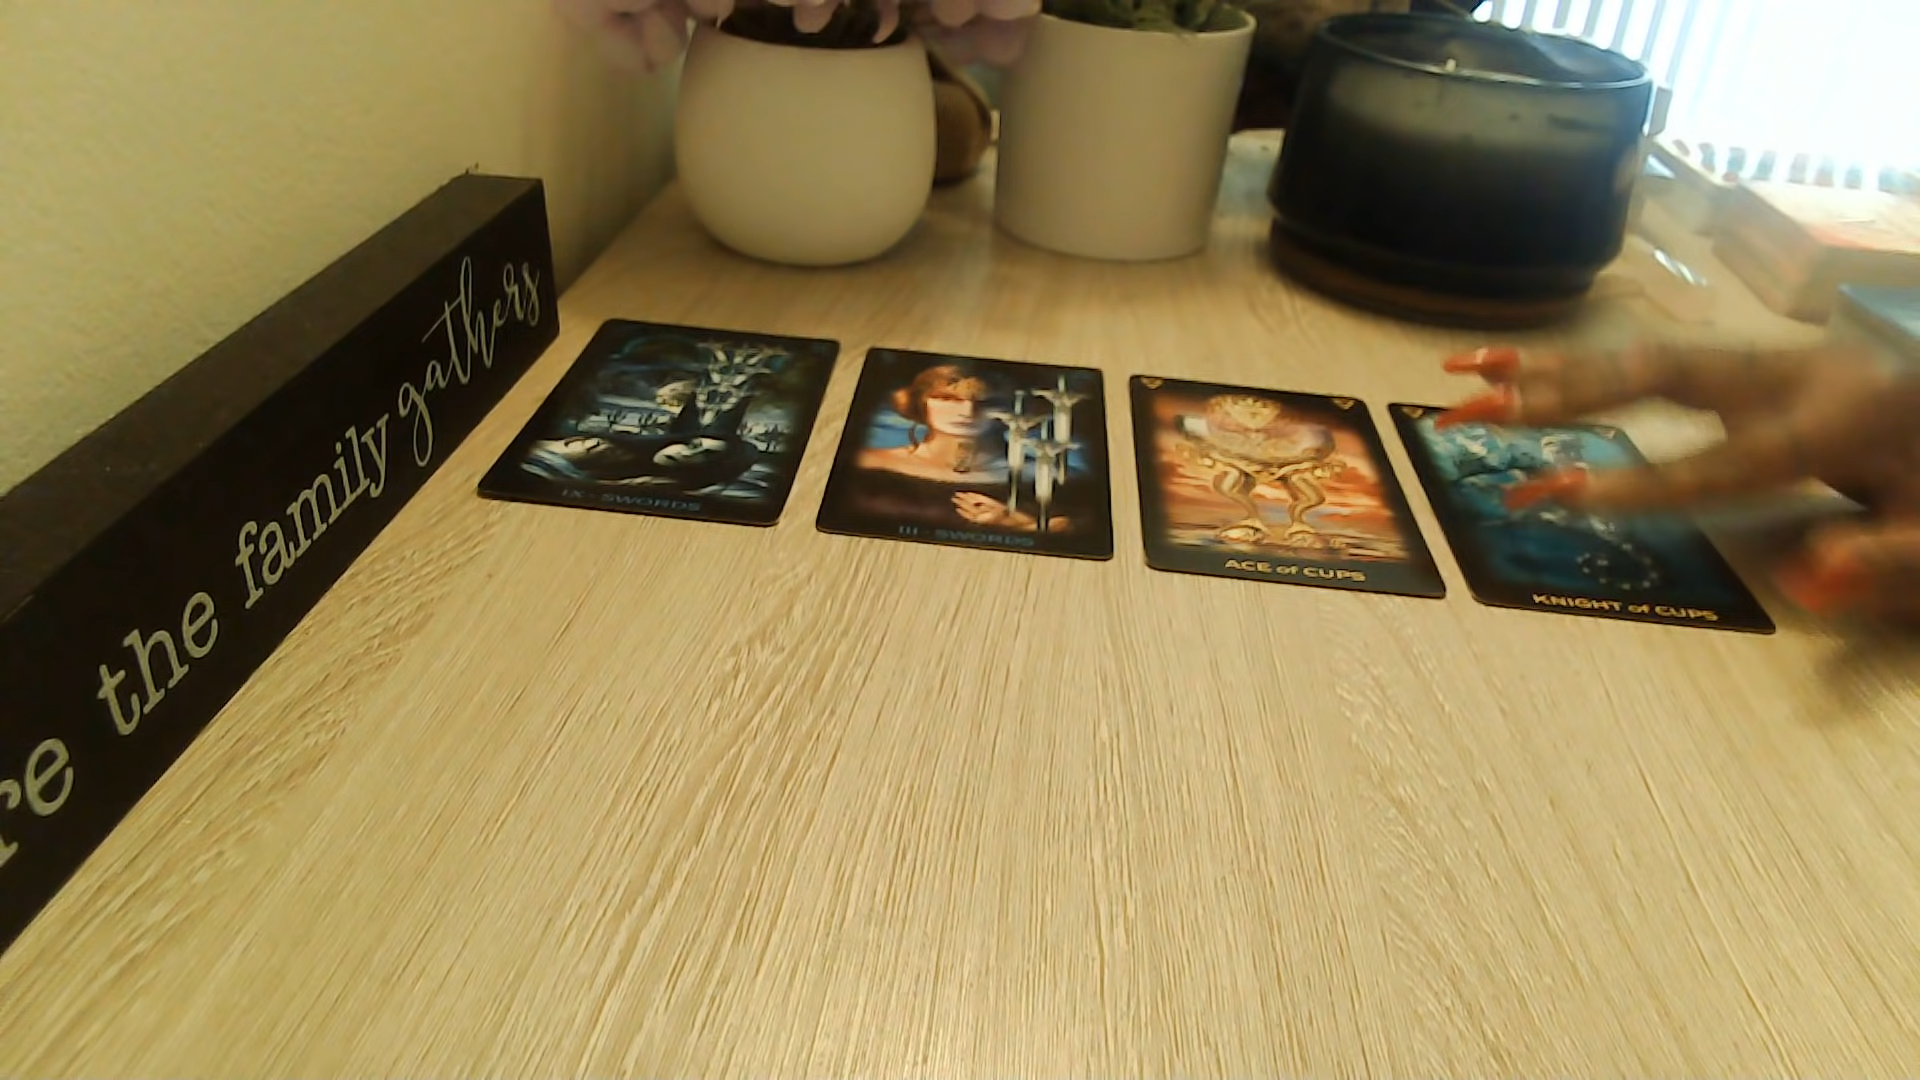 re the family gathers
IX · SWORDS
III · SWORDS
ACE of CUPS
KNIGHT of CUPS